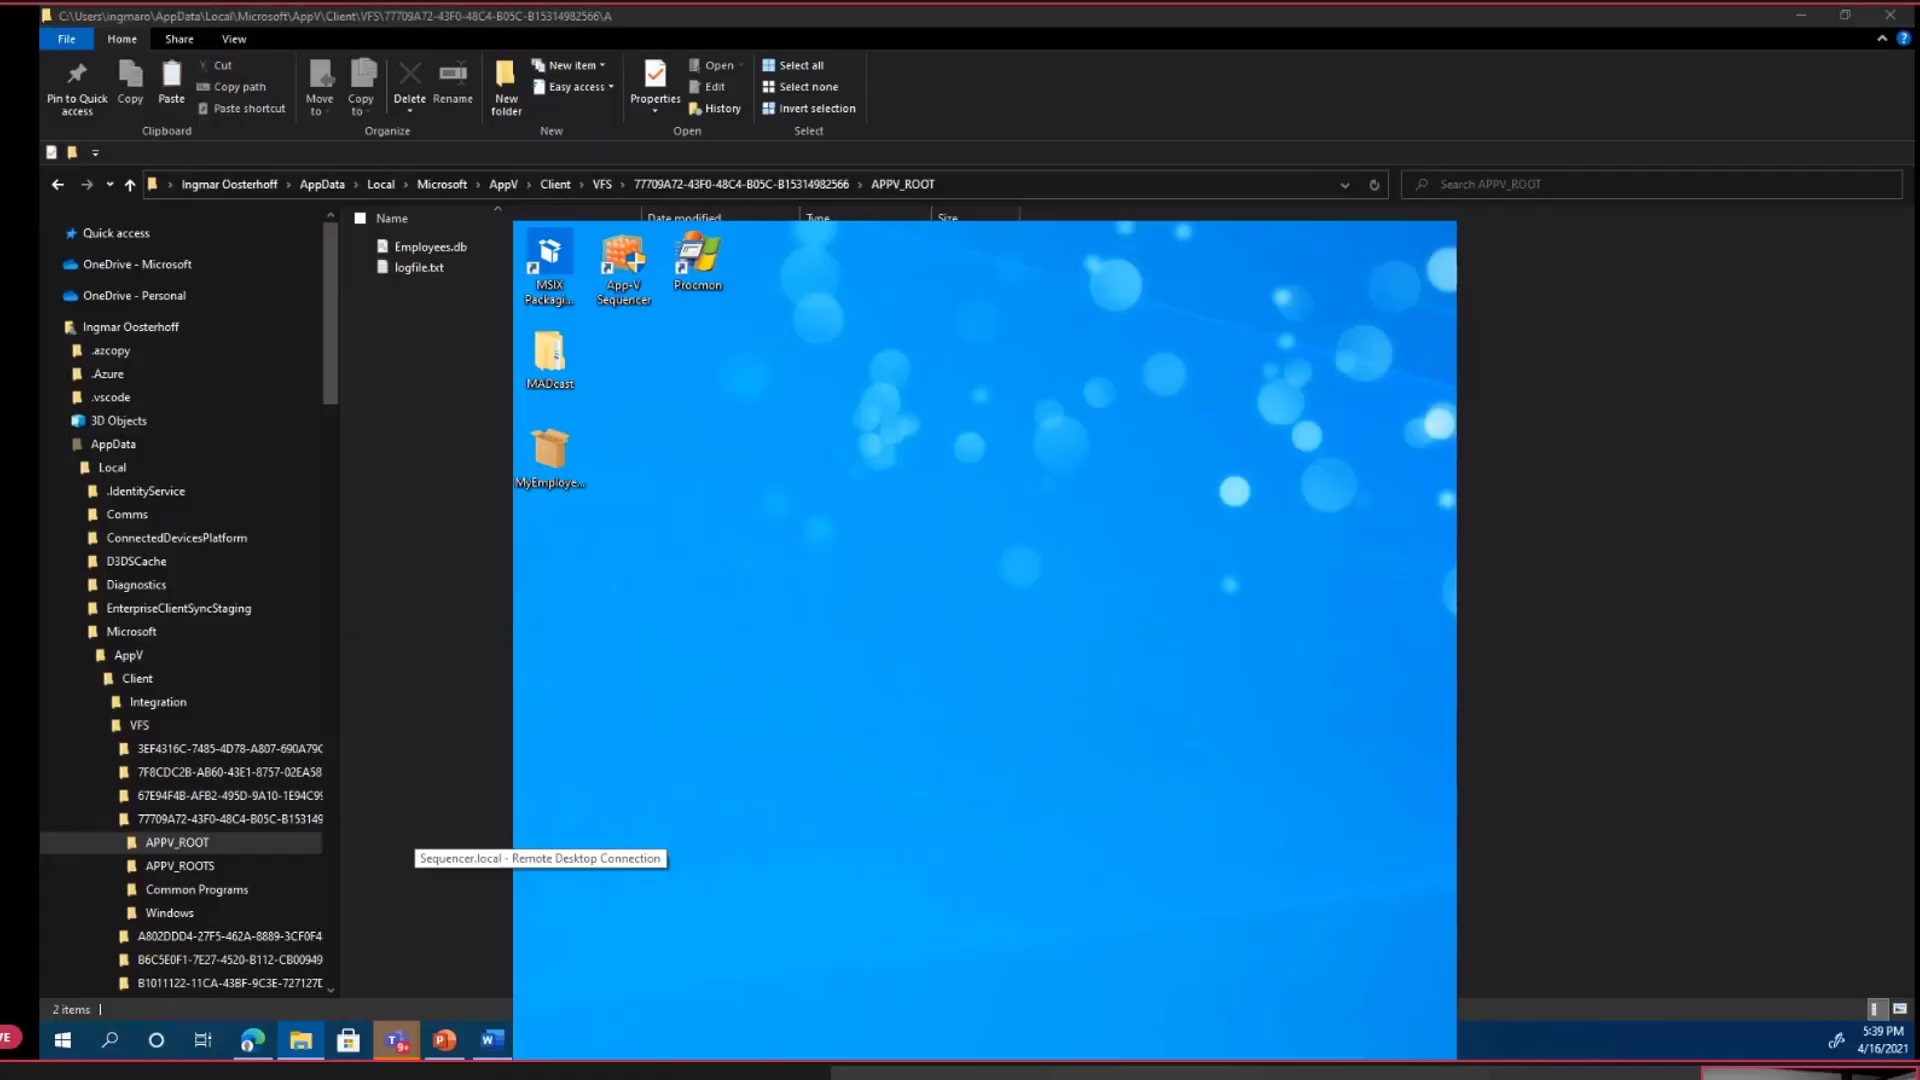 C:\Users\ingmaro\AppData\Local\Microsoft\AppV\Client\VFS\77709A72-43F0-48C4-B05C-B15314982566\A
File Home Share View
Pin to Quick access
Copy
Paste
Cut
Copy path
Paste shortcut
Clipboard
Move to
Copy to
Delete
Rename
Organize
New folder
New item
Easy access
New
Properties
Open
Edit
History
Open
Select all
Select none
Invert selection
Select
Ingmar Oosterhoff > AppData > Local > Microsoft > AppV > Client > VFS > 77709A72-43F0-48C4-B05C-B15314982566 > APPV_ROOT
Search APPV_ROOT
Name Date modified Type Size
Employees.db
logfile.txt
Quick access
OneDrive - Microsoft
OneDrive - Personal
Ingmar Oosterhoff
.azcopy
.Azure
.vscode
3D Objects
AppData
Local
.IdentityService
Comms
ConnectedDevicesPlatform
D3DSCache
Diagnostics
EnterpriseClientSyncStaging
Microsoft
AppV
Client
Integration
VFS
3EF4316C-7485-4D78-A807-690A79C
7F8CDC2B-AB60-43E1-8757-02EA58
67E94F4B-AFB2-495D-9A10-1E94C99
77709A72-43F0-48C4-B05C-B153149
APPV_ROOT
APPV_ROOTS
Common Programs
Windows
A802DDD4-27F5-462A-8889-3CF0F4
B6C5E0F1-7E27-4520-B112-CB00949
B1011122-11CA-43BF-9C3E-727127D
MSIX Packagi...
App-V Sequencer
Procmon
MADcast
MyEmploye...
Sequencer.local - Remote Desktop Connection
2 items
VE
9+
5:39 PM
4/16/2021